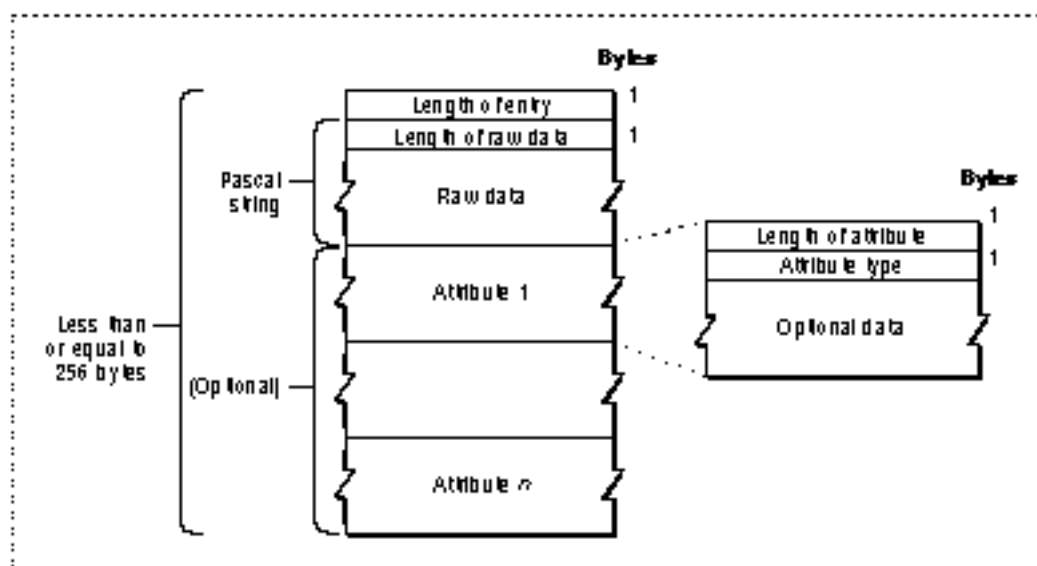 Bytes
Length of entry 1
Length of raw data 1
Raw data
Pascal
string
Attribute 1
Less than
or equal to
256 bytes
(Optional)
Attribute n
Bytes
1
Length of attribute
1
Attribute type
Optional data